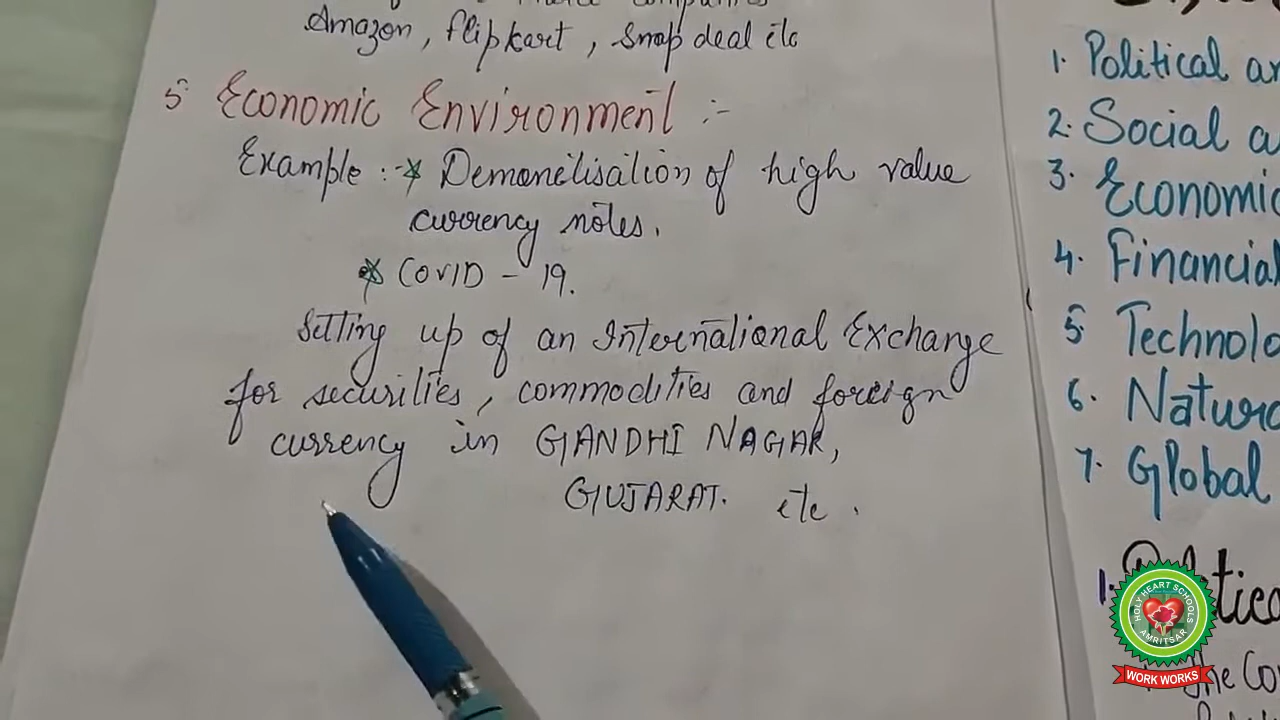 Amazon, flipkart, Snap deal etc
5 Economic Environment :-
Example :- * Demonetisation of high value
currency notes.
* COVID - 19.
Setting up of an International Exchange
for securities, commodities and foreign
currency in GANDHI NAGAR,
GUJARAT. etc.
1. Political
2. Social
3. Economic
4. Financial
5
6.
7. Global
1.
The
HOLY HEART SCHOOLS
AMRITSAR
WORK WORKS